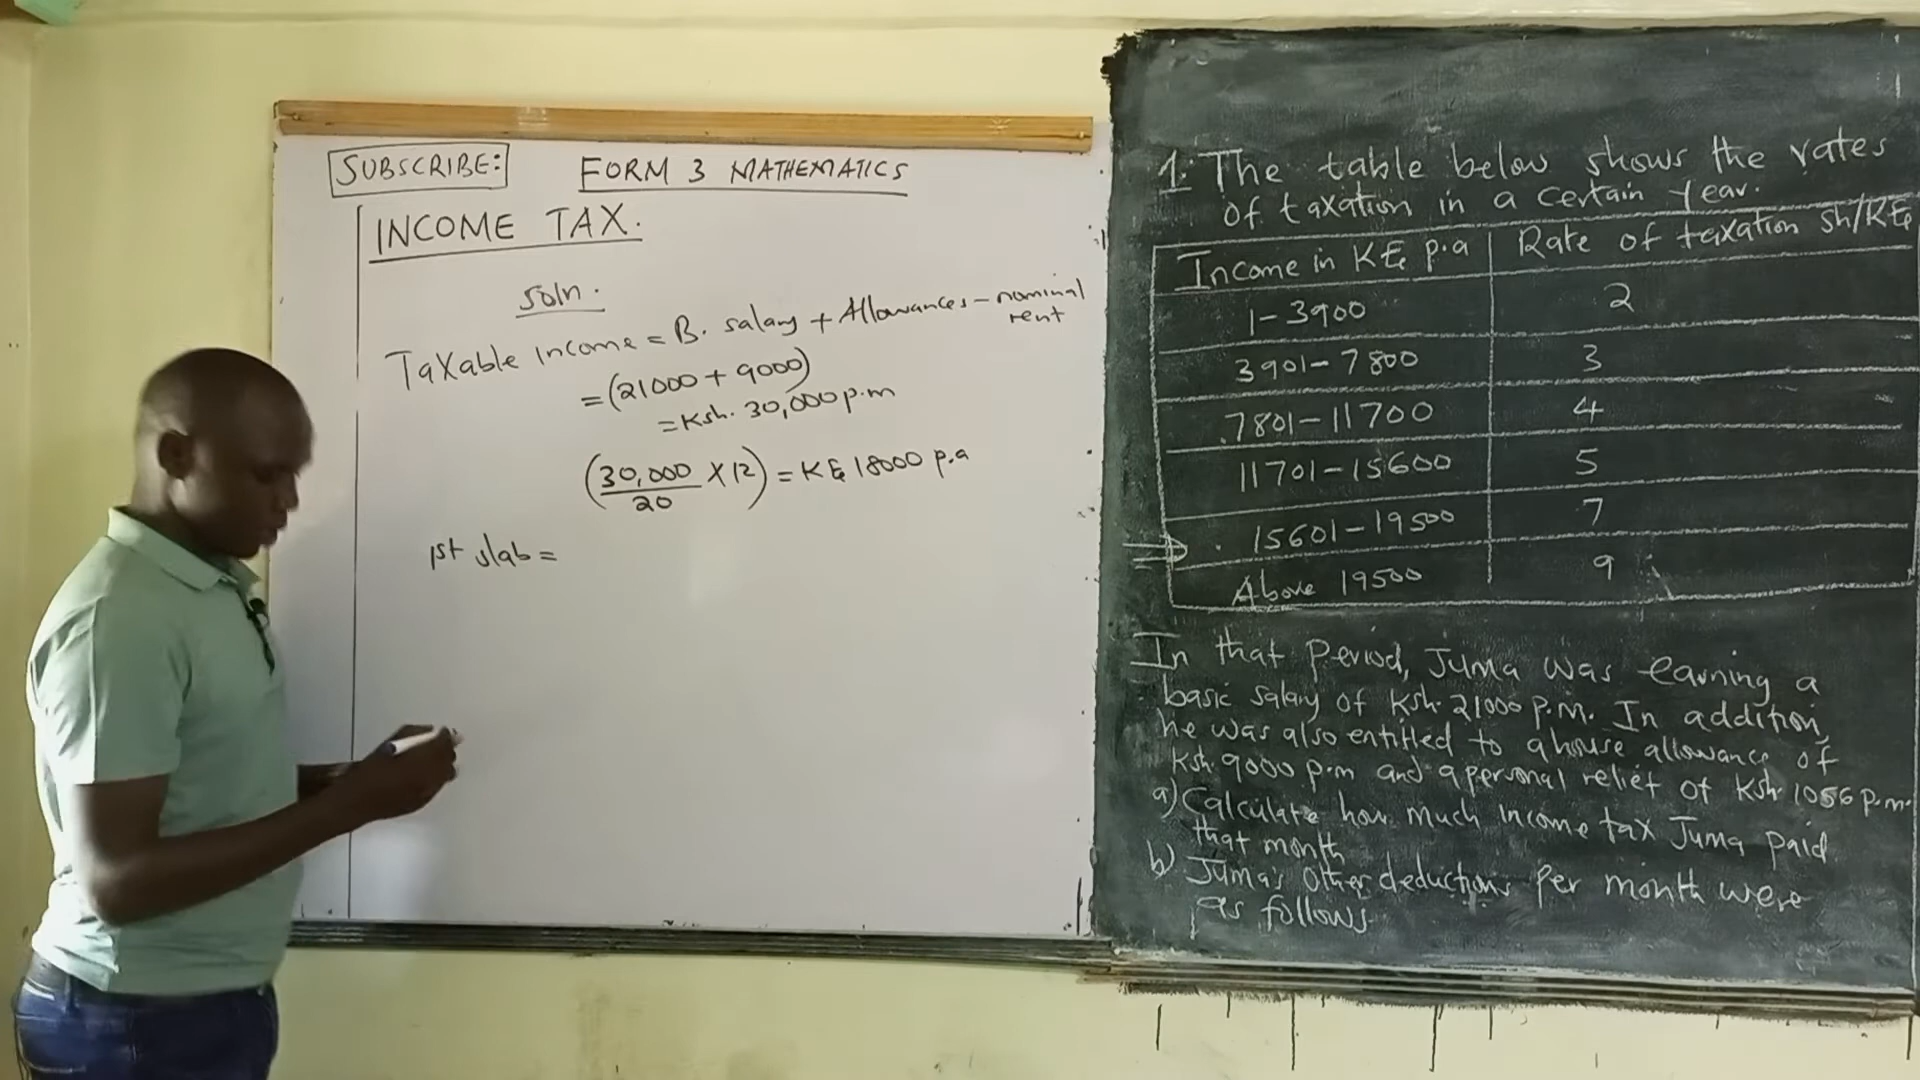 SUBSCRIBE: FORM 3 MATHEMATICS
INCOME TAX.
soln.
Taxable income = B. salary + Allowances - nominal rent
= (21000 + 9000)
= Ksh. 30,000 p.m
(30,000/20 X 12) = K£ 18000 p.a
1st slab =
1. The table below shows the rates
of taxation in a certain year.
Income in K£ p.a Rate of taxation sh/K£
1-3900 2
3901-7800 3
7801-11700 4
11701-15600 5
15601-19500 7
Above 19500 9
In that period, Juma was earning a
basic salary of Ksh. 21000 P.M. In addition,
he was also entitled to a house allowance of
Ksh. 9000 p.m and a personal relief of Ksh. 1056 p.m.
a) Calculate how much income tax Juma paid
that month
b) Juma's other deductions per month were
as follows